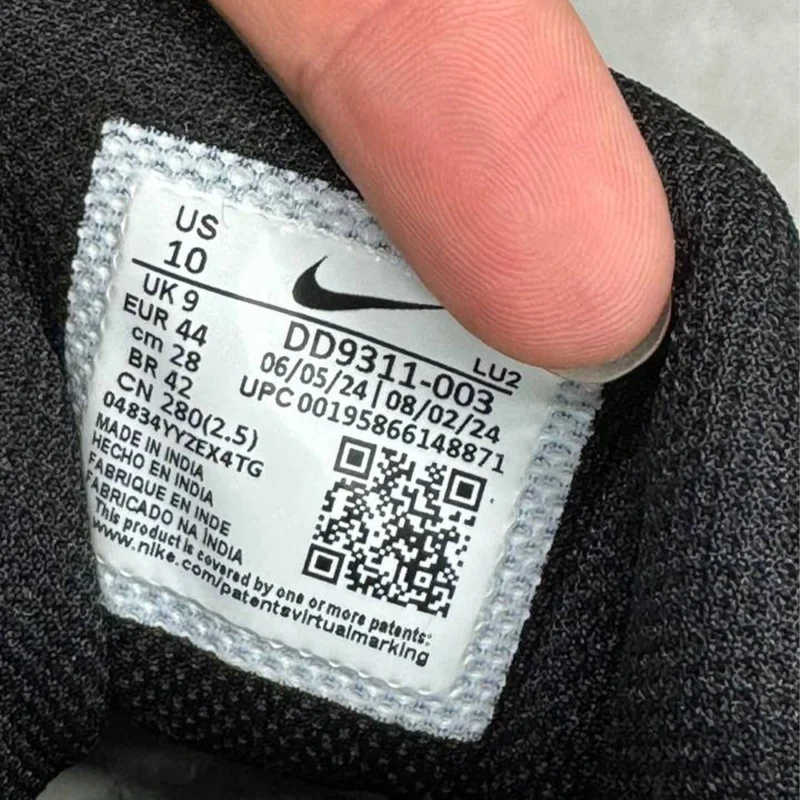 US
10
UK 9
EUR 44
cm 28
BR 42
CN 280(2.5)
04834YYZEX4TG
MADE IN INDIA
HECHO EN INDIA
FABRIQUE EN INDE
FABRICADO NA INDIA
LU2
DD9311-003
06/05/24|08/02/24
UPC 00195866148871
This product is covered by one or more patents:
www.nike.com/patentsvirtualmarking